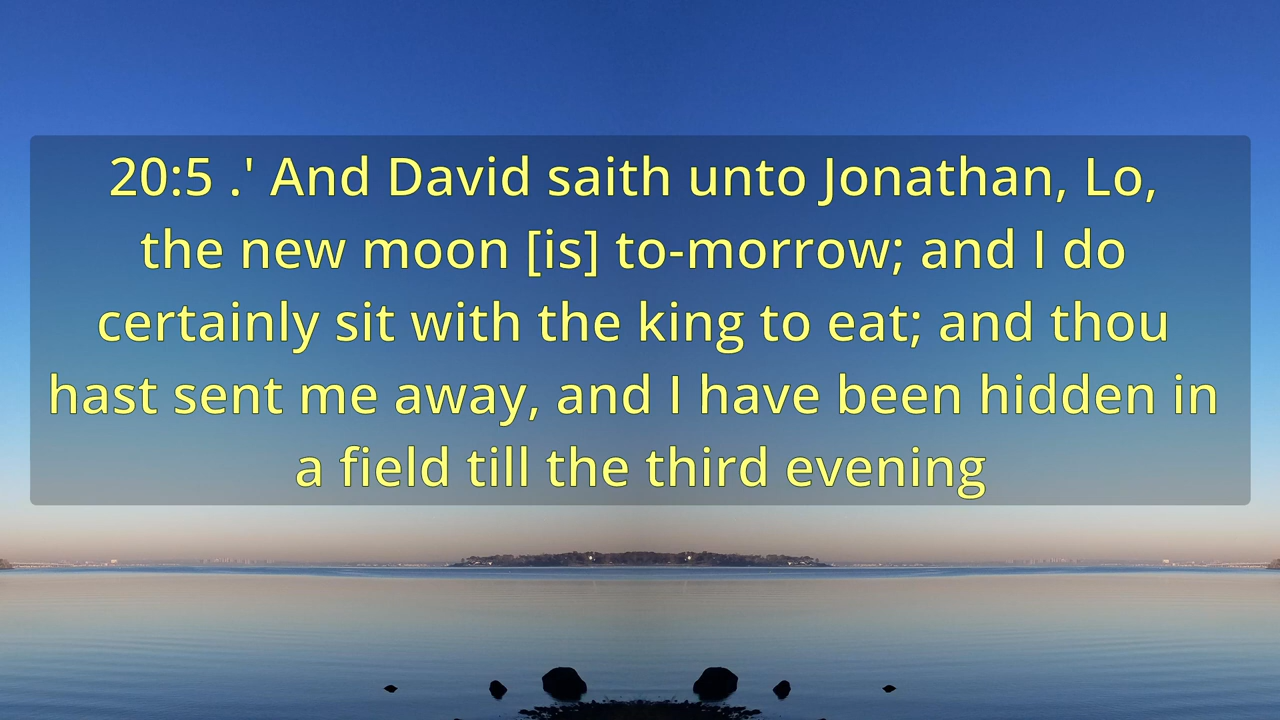 20:5 .' And David saith unto Jonathan, Lo,
the new moon [is] to-morrow; and I do
certainly sit with the king to eat; and thou
hast sent me away, and I have been hidden in
a field till the third evening